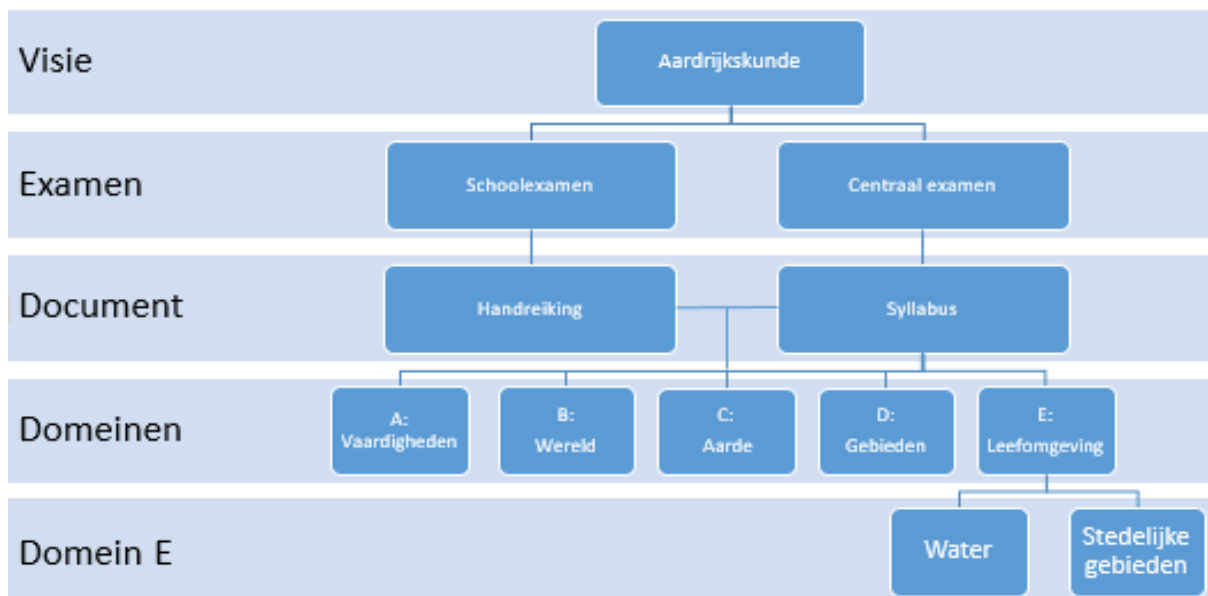 Visie
Aardrijkskunde
Examen
Schoolexamen
Centraal examen
Document
Handreiking
Syllabus
Domeinen
A:
Vaardigheden
B:
Wereld
C:
Aarde
D:
Gebieden
E:
Leefomgeving
Domein E
Water
Stedelijke
gebieden